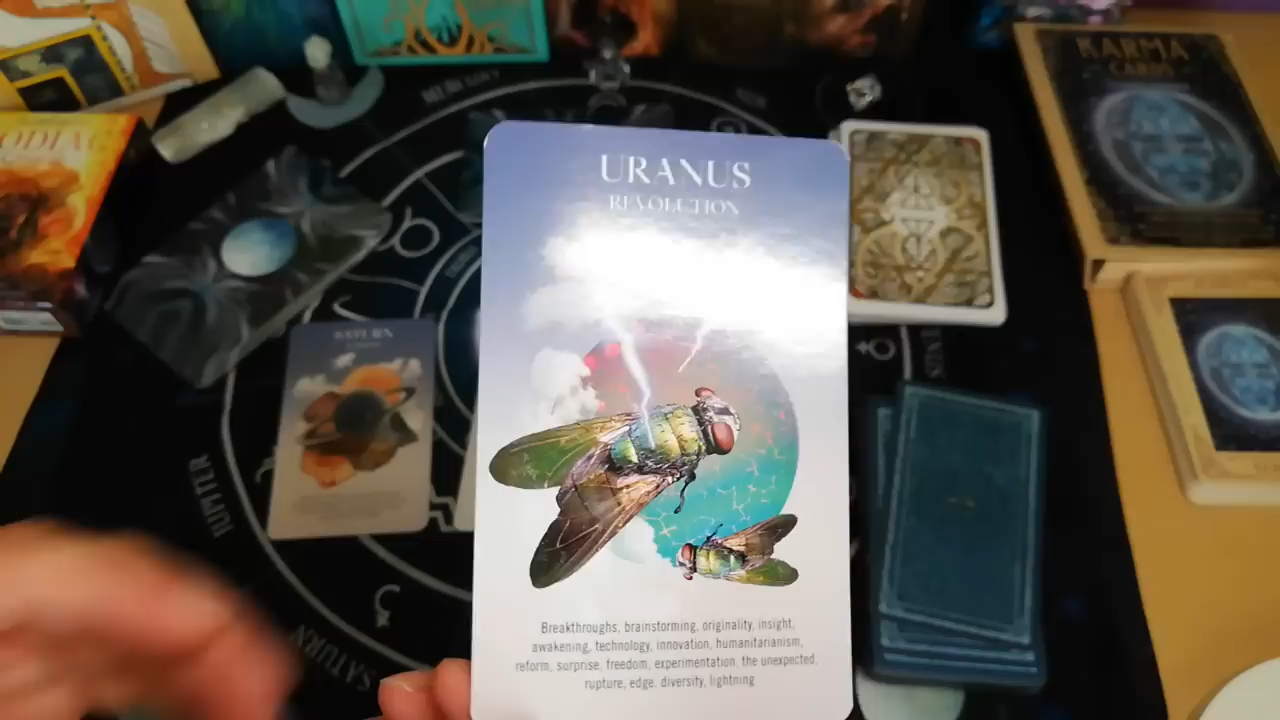 KARMA
CARDS
ODIAC
URANUS
REVOLUTION
SATURN
JUPITER
SATURN
Breakthroughs, brainstorming, originality, insight,
awakening, technology, innovation, humanitarianism,
reform, surprise, freedom, experimentation, the unexpected,
rupture, edge, diversity, lightning